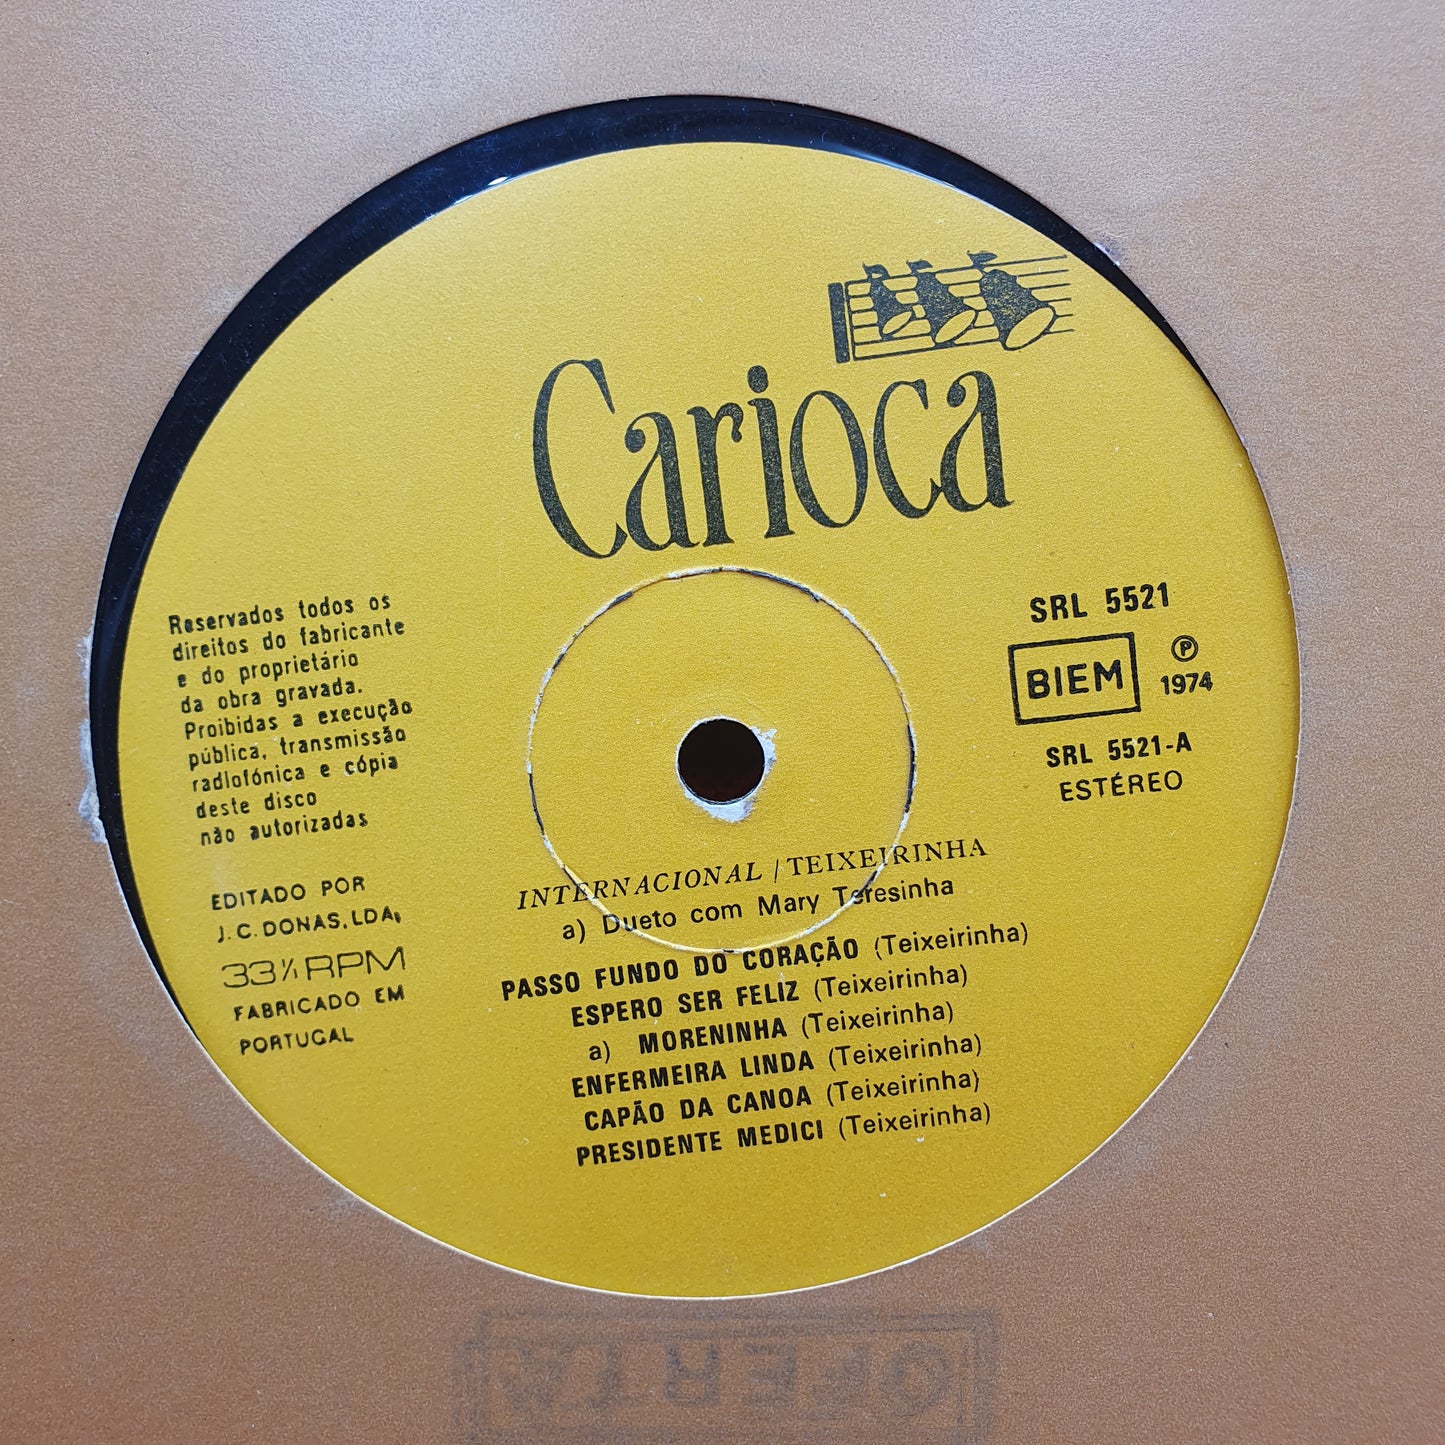 Carioca
Reservados todos os
direitos do fabricante
e do proprietário
da obra gravada.
Proibidas a execução
pública, transmissão
radiofónica e cópia
deste disco
não autorizadas
EDITADO POR
J. C. DONAS, LDA.
33 1/3 RPM
FABRICADO EM
PORTUGAL
SRL 5521
BIEM
℗
1974
SRL 5521-A
ESTÉREO
INTERNACIONAL / TEIXEIRINHA
a) Dueto com Mary Teresinha
PASSO FUNDO DO CORAÇÃO (Teixeirinha)
ESPERO SER FELIZ (Teixeirinha)
a) MORENINHA (Teixeirinha)
ENFERMEIRA LINDA (Teixeirinha)
CAPÃO DA CANOA (Teixeirinha)
PRESIDENTE MEDICI (Teixeirinha)
OFERTA